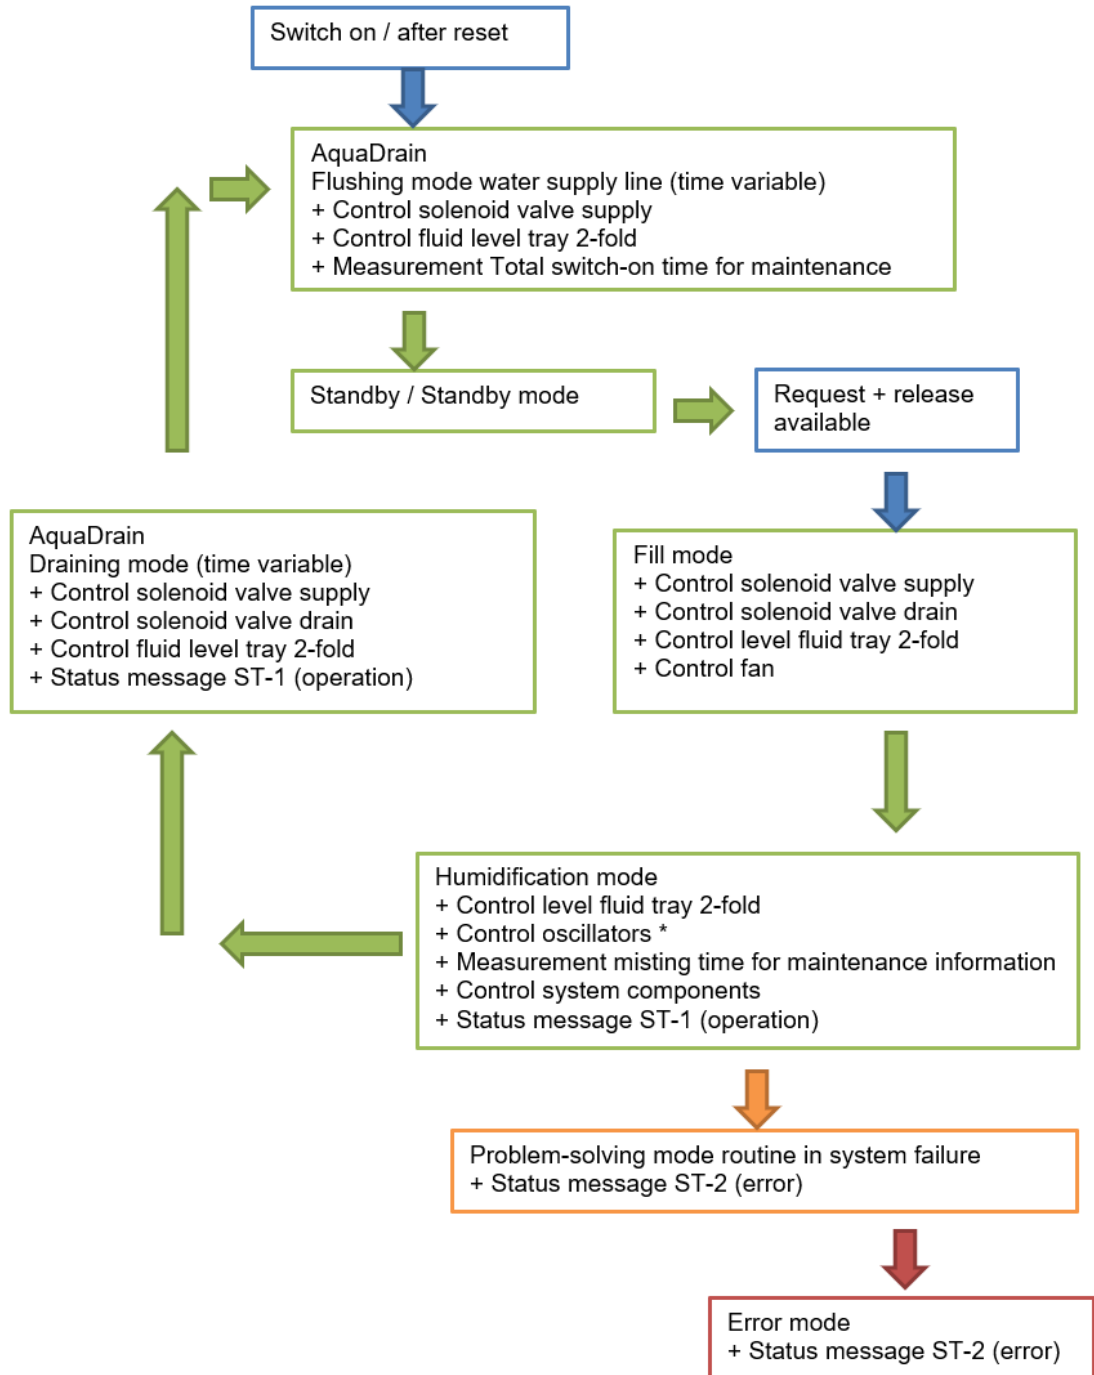 Switch on / after reset
AquaDrain
Flushing mode water supply line (time variable)
+ Control solenoid valve supply
+ Control fluid level tray 2-fold
+ Measurement Total switch-on time for maintenance
Standby / Standby mode
Request + release
available
AquaDrain
Draining mode (time variable)
+ Control solenoid valve supply
+ Control solenoid valve drain
+ Control fluid level tray 2-fold
+ Status message ST-1 (operation)
Fill mode
+ Control solenoid valve supply
+ Control solenoid valve drain
+ Control level fluid tray 2-fold
+ Control fan
Humidification mode
+ Control level fluid tray 2-fold
+ Control oscillators *
+ Measurement misting time for maintenance information
+ Control system components
+ Status message ST-1 (operation)
Problem-solving mode routine in system failure
+ Status message ST-2 (error)
Error mode
+ Status message ST-2 (error)